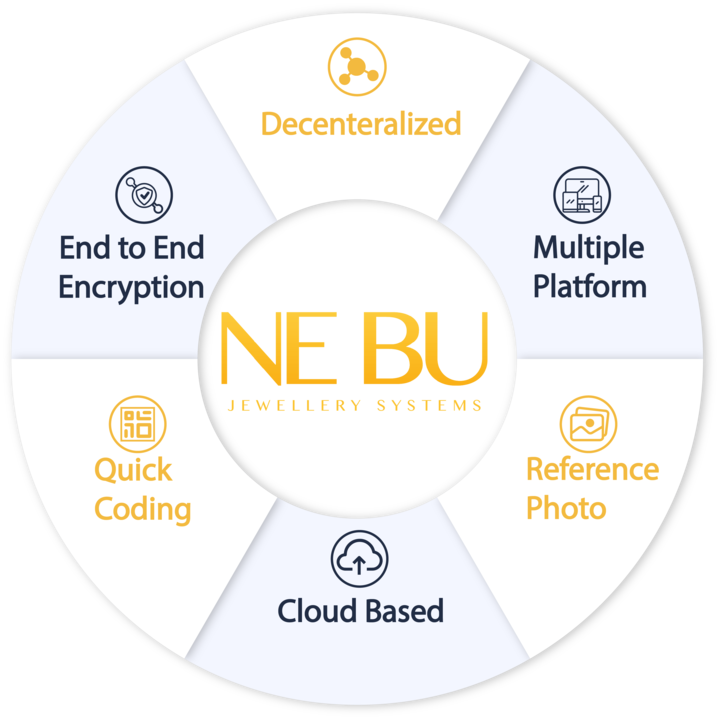 Decenteralized
End to End
Encryption
Multiple
Platform
NE BU
JEWELLERY SYSTEMS
Quick
Coding
Reference
Photo
Cloud Based